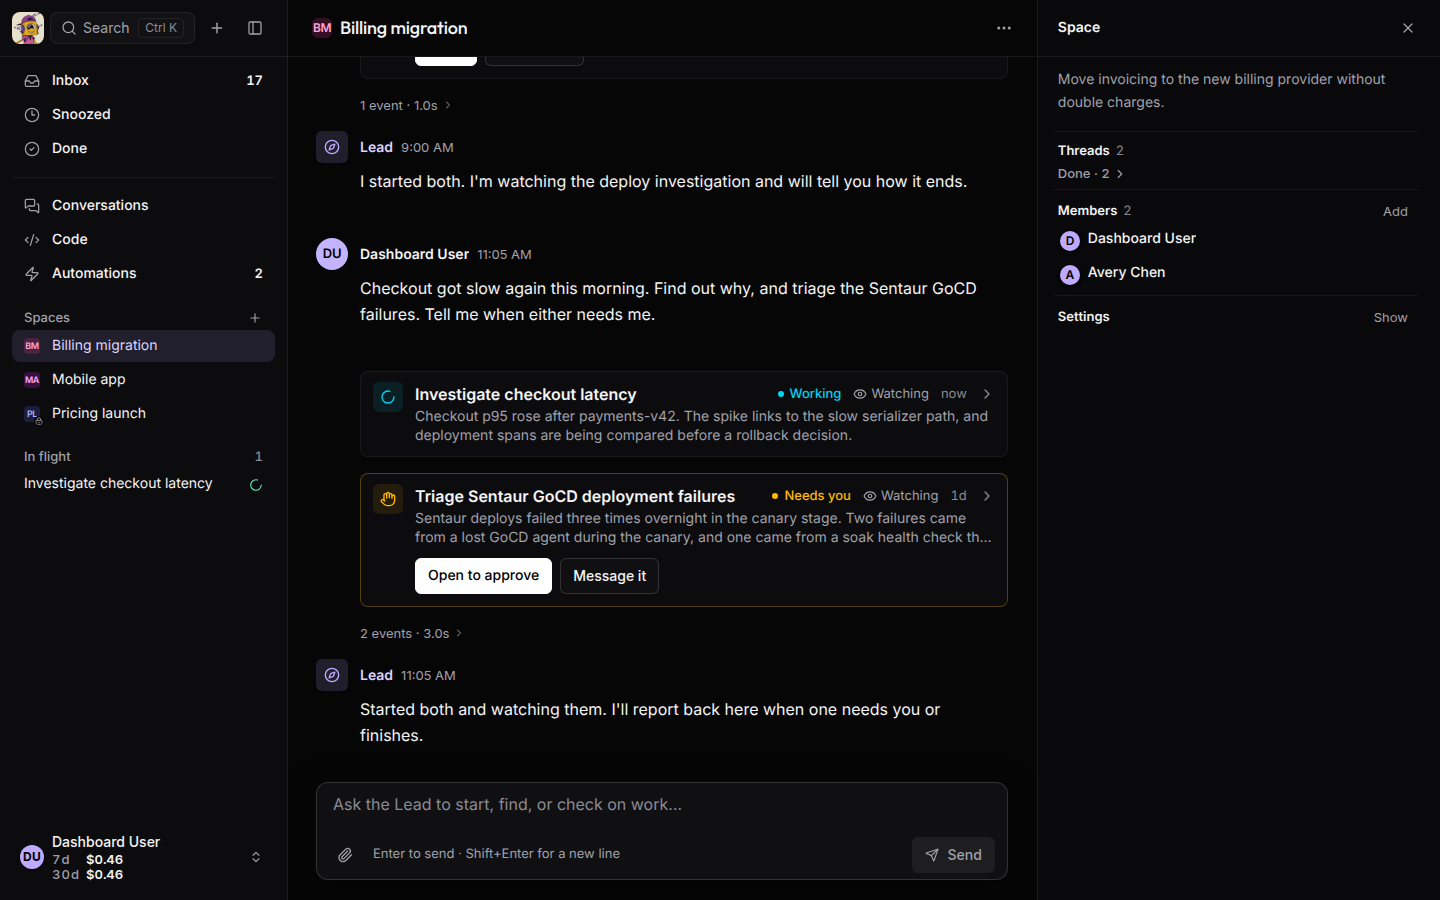 Search Ctrl K
Inbox 17
Snoozed
Done
Conversations
Code
Automations 2
Spaces
BM Billing migration
MA Mobile app
PL Pricing launch
In flight 1
Investigate checkout latency
DU Dashboard User
7d $0.46
30d $0.46
BM Billing migration
1 event · 1.0s
Lead 9:00 AM
I started both. I'm watching the deploy investigation and will tell you how it ends.
DU Dashboard User 11:05 AM
Checkout got slow again this morning. Find out why, and triage the Sentaur GoCD
failures. Tell me when either needs me.
Investigate checkout latency Working Watching now
Checkout p95 rose after payments-v42. The spike links to the slow serializer path, and
deployment spans are being compared before a rollback decision.
Triage Sentaur GoCD deployment failures Needs you Watching 1d
Sentaur deploys failed three times overnight in the canary stage. Two failures came
from a lost GoCD agent during the canary, and one came from a soak health check th...
Open to approve Message it
2 events · 3.0s
Lead 11:05 AM
Started both and watching them. I'll report back here when one needs you or
finishes.
Ask the Lead to start, find, or check on work...
Enter to send · Shift+Enter for a new line Send
Space
Move invoicing to the new billing provider without
double charges.
Threads 2
Done · 2
Members 2 Add
D Dashboard User
A Avery Chen
Settings Show